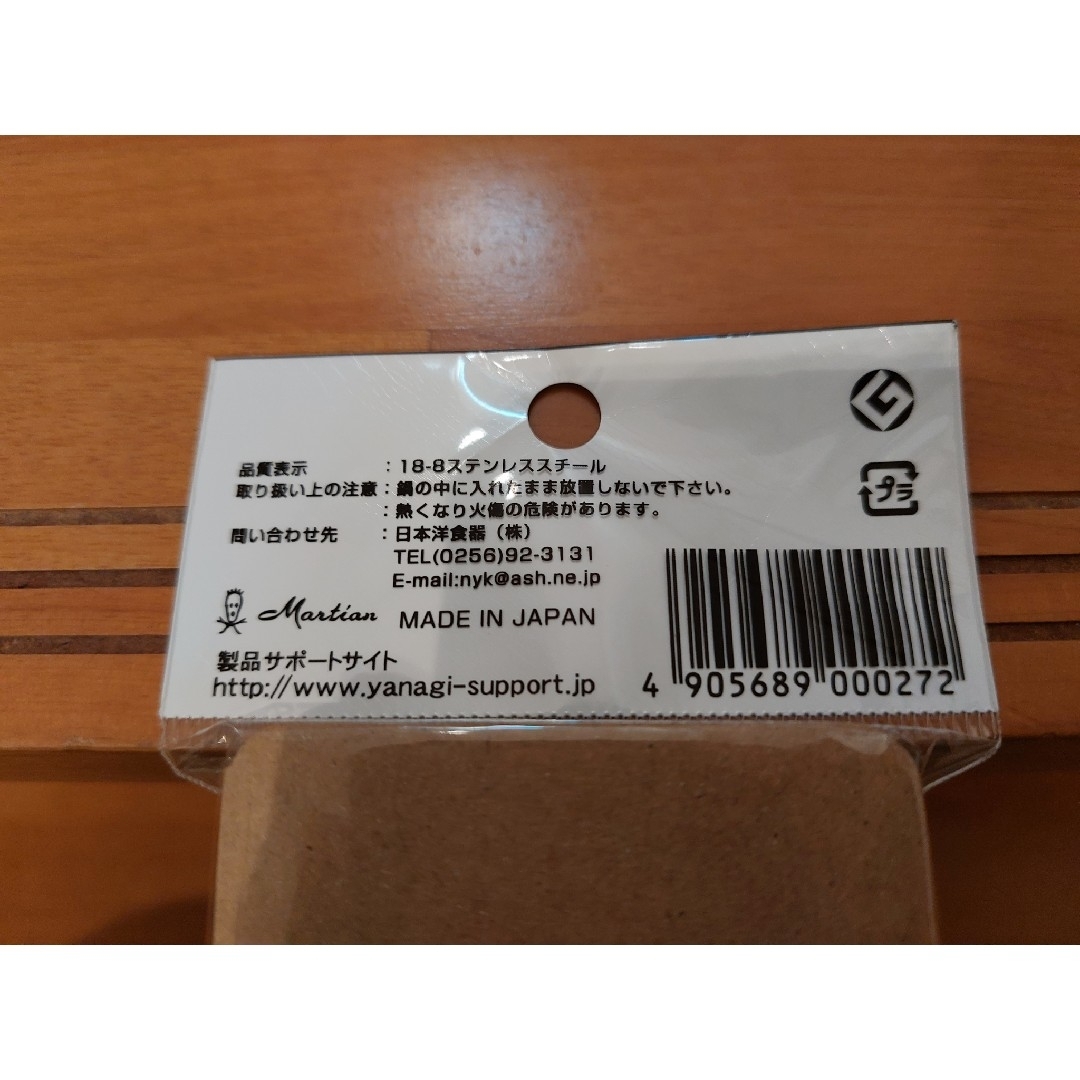 品質表示 : 18-8ステンレススチール
取り扱い上の注意 : 鍋の中に入れたまま放置しないで下さい。
: 熱くなり火傷の危険があります。
問い合わせ先 : 日本洋食器（株）
TEL(0256)92-3131
E-mail:nyk@ash.ne.jp
Martian MADE IN JAPAN
製品サポートサイト
http://www.yanagi-support.jp
プラ
4 905689 000272